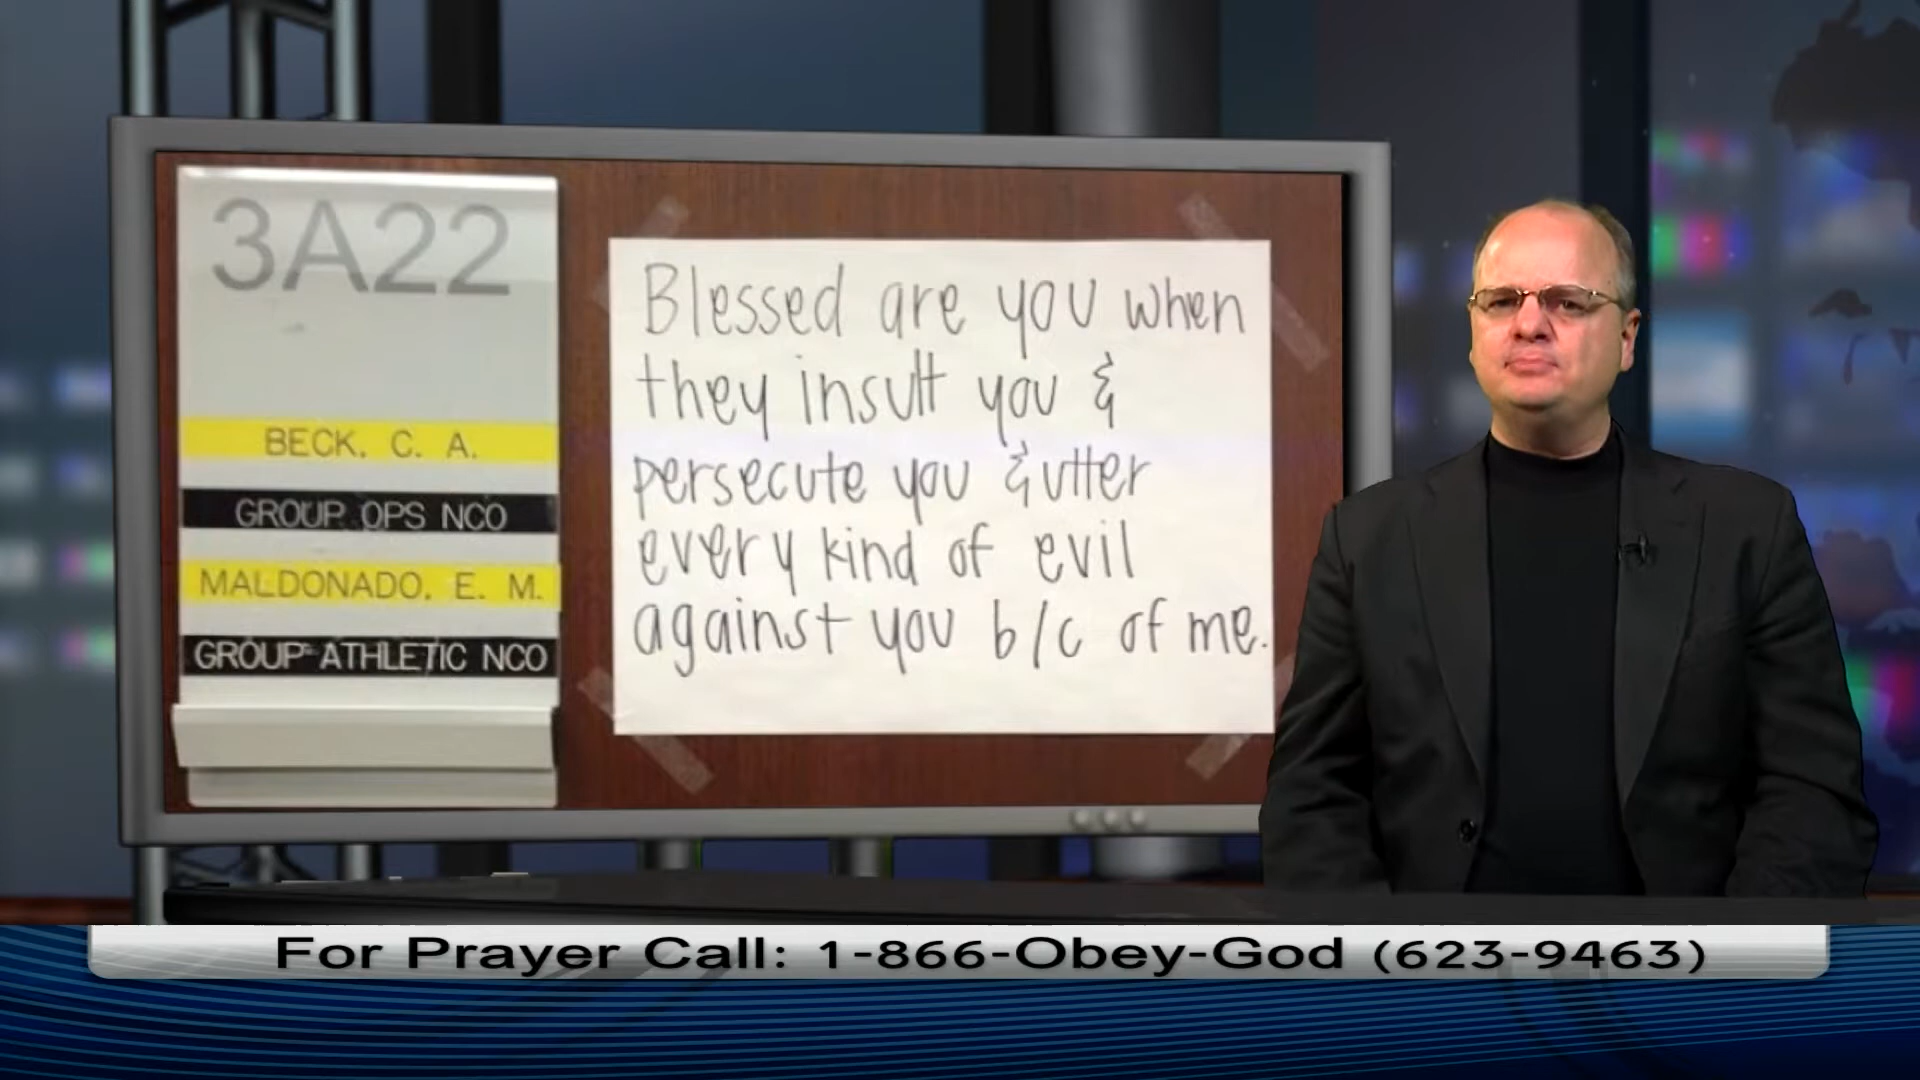 3A22
BECK, C. A.
GROUP OPS NCO
MALDONADO, E. M.
GROUP ATHLETIC NCO
Blessed are you when
they insult you &
persecute you & utter
every kind of evil
against you b/c of me.
For Prayer Call: 1-866-Obey-God (623-9463)